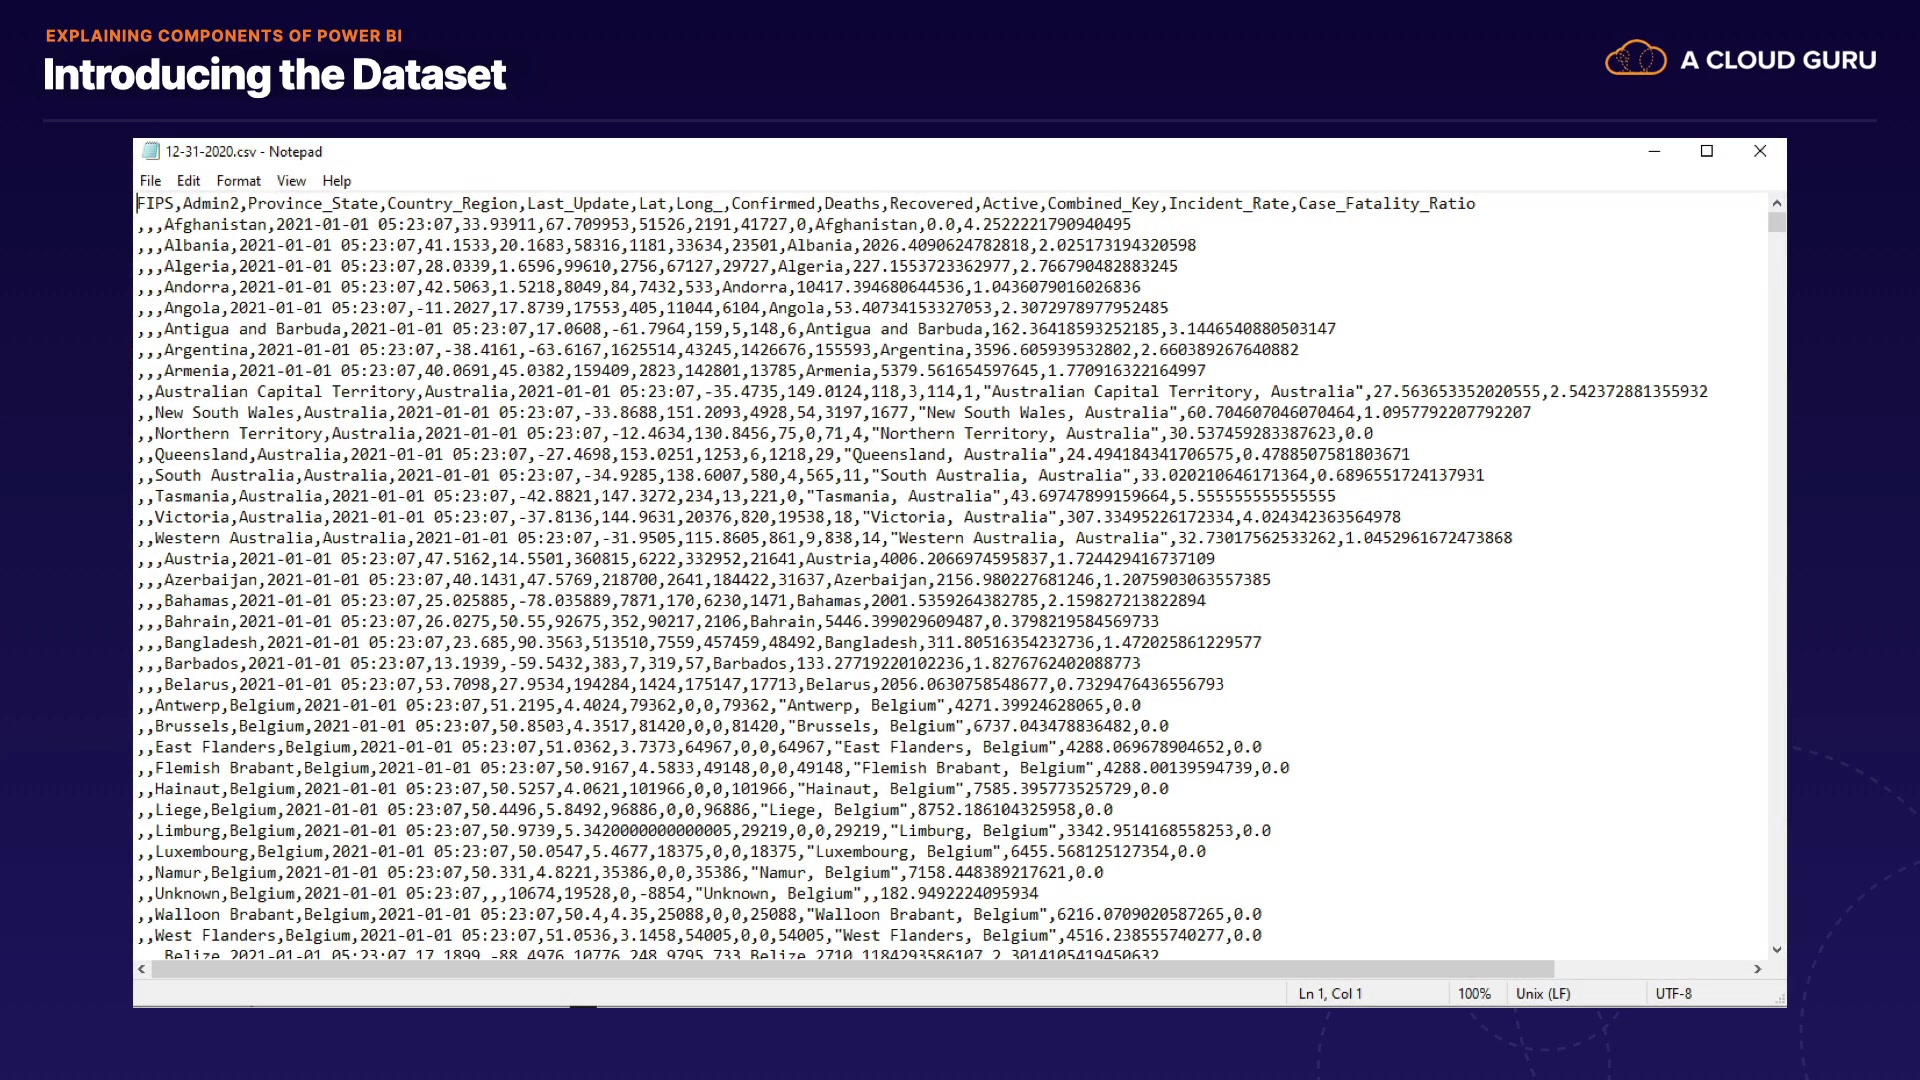 EXPLAINING COMPONENTS OF POWER BI
Introducing the Dataset
A CLOUD GURU
12-31-2020.csv - Notepad
File Edit Format View Help
FIPS,Admin2,Province_State,Country_Region,Last_Update,Lat,Long_,Confirmed,Deaths,Recovered,Active,Combined_Key,Incident_Rate,Case_Fatality_Ratio
,,,Afghanistan,2021-01-01 05:23:07,33.93911,67.709953,51526,2191,41727,0,Afghanistan,0.0,4.2522221790940495
,,,Albania,2021-01-01 05:23:07,41.1533,20.1683,58316,1181,33634,23501,Albania,2026.4090624782818,2.025173194320598
,,,Algeria,2021-01-01 05:23:07,28.0339,1.6596,99610,2756,67127,29727,Algeria,227.1553723362977,2.766790482883245
,,,Andorra,2021-01-01 05:23:07,42.5063,1.5218,8049,84,7432,533,Andorra,10417.394680644536,1.0436079016026836
,,,Angola,2021-01-01 05:23:07,-11.2027,17.8739,17553,405,11044,6104,Angola,53.40734153327053,2.3072978977952485
,,,Antigua and Barbuda,2021-01-01 05:23:07,17.0608,-61.7964,159,5,148,6,Antigua and Barbuda,162.36418593252185,3.1446540880503147
,,,Argentina,2021-01-01 05:23:07,-38.4161,-63.6167,1625514,43245,1426676,155593,Argentina,3596.605939532802,2.660389267640882
,,,Armenia,2021-01-01 05:23:07,40.0691,45.0382,159409,2823,142801,13785,Armenia,5379.561654597645,1.770916322164997
,,Australian Capital Territory,Australia,2021-01-01 05:23:07,-35.4735,149.0124,118,3,114,1,"Australian Capital Territory, Australia",27.563653352020555,2.542372881355932
,,New South Wales,Australia,2021-01-01 05:23:07,-33.8688,151.2093,4928,54,3197,1677,"New South Wales, Australia",60.704607046070464,1.0957792207792207
,,Northern Territory,Australia,2021-01-01 05:23:07,-12.4634,130.8456,75,0,71,4,"Northern Territory, Australia",30.537459283387623,0.0
,,Queensland,Australia,2021-01-01 05:23:07,-27.4698,153.0251,1253,6,1218,29,"Queensland, Australia",24.494184341706575,0.4788507581803671
,,South Australia,Australia,2021-01-01 05:23:07,-34.9285,138.6007,580,4,565,11,"South Australia, Australia",33.020210646171364,0.6896551724137931
,,Tasmania,Australia,2021-01-01 05:23:07,-42.8821,147.3272,234,13,221,0,"Tasmania, Australia",43.69747899159664,5.555555555555555
,,Victoria,Australia,2021-01-01 05:23:07,-37.8136,144.9631,20376,820,19538,18,"Victoria, Australia",307.33495226172334,4.024342363564978
,,Western Australia,Australia,2021-01-01 05:23:07,-31.9505,115.8605,861,9,838,14,"Western Australia, Australia",32.73017562533262,1.0452961672473868
,,,Austria,2021-01-01 05:23:07,47.5162,14.5501,360815,6222,332952,21641,Austria,4006.2066974595837,1.724429416737109
,,,Azerbaijan,2021-01-01 05:23:07,40.1431,47.5769,218700,2641,184422,31637,Azerbaijan,2156.980227681246,1.2075903063557385
,,,Bahamas,2021-01-01 05:23:07,25.025885,-78.035889,7871,170,6230,1471,Bahamas,2001.5359264382785,2.159827213822894
,,,Bahrain,2021-01-01 05:23:07,26.0275,50.55,92675,352,90217,2106,Bahrain,5446.399029609487,0.3798219584569733
,,,Bangladesh,2021-01-01 05:23:07,23.685,90.3563,513510,7559,457459,48492,Bangladesh,311.80516354232736,1.472025861229577
,,,Barbados,2021-01-01 05:23:07,13.1939,-59.5432,383,7,319,57,Barbados,133.27719220102236,1.8276762402088773
,,,Belarus,2021-01-01 05:23:07,53.7098,27.9534,194284,1424,175147,17713,Belarus,2056.0630758548677,0.7329476436556793
,,Antwerp,Belgium,2021-01-01 05:23:07,51.2195,4.4024,79362,0,0,79362,"Antwerp, Belgium",4271.39924628065,0.0
,,Brussels,Belgium,2021-01-01 05:23:07,50.8503,4.3517,81420,0,0,81420,"Brussels, Belgium",6737.043478836482,0.0
,,East Flanders,Belgium,2021-01-01 05:23:07,51.0362,3.7373,64967,0,0,64967,"East Flanders, Belgium",4288.069678904652,0.0
,,Flemish Brabant,Belgium,2021-01-01 05:23:07,50.9167,4.5833,49148,0,0,49148,"Flemish Brabant, Belgium",4288.00139594739,0.0
,,Hainaut,Belgium,2021-01-01 05:23:07,50.5257,4.0621,101966,0,0,101966,"Hainaut, Belgium",7585.395773525729,0.0
,,Liege,Belgium,2021-01-01 05:23:07,50.4496,5.8492,96886,0,0,96886,"Liege, Belgium",8752.186104325958,0.0
,,Limburg,Belgium,2021-01-01 05:23:07,50.9739,5.3420000000000005,29219,0,0,29219,"Limburg, Belgium",3342.9514168558253,0.0
,,Luxembourg,Belgium,2021-01-01 05:23:07,50.0547,5.4677,18375,0,0,18375,"Luxembourg, Belgium",6455.568125127354,0.0
,,Namur,Belgium,2021-01-01 05:23:07,50.331,4.8221,35386,0,0,35386,"Namur, Belgium",7158.448389217621,0.0
,,Unknown,Belgium,2021-01-01 05:23:07,,,10674,19528,0,-8854,"Unknown, Belgium",,182.9492224095934
,,Walloon Brabant,Belgium,2021-01-01 05:23:07,50.4,4.35,25088,0,0,25088,"Walloon Brabant, Belgium",6216.0709020587265,0.0
,,West Flanders,Belgium,2021-01-01 05:23:07,51.0536,3.1458,54005,0,0,54005,"West Flanders, Belgium",4516.238555740277,0.0
Belize,2021-01-01 05:23:07,17.1899,-88.4976,10776,248,9795,733,Belize,2710.1184293586107,2.3014105419450632
Ln 1, Col 1 100% Unix (LF) UTF-8